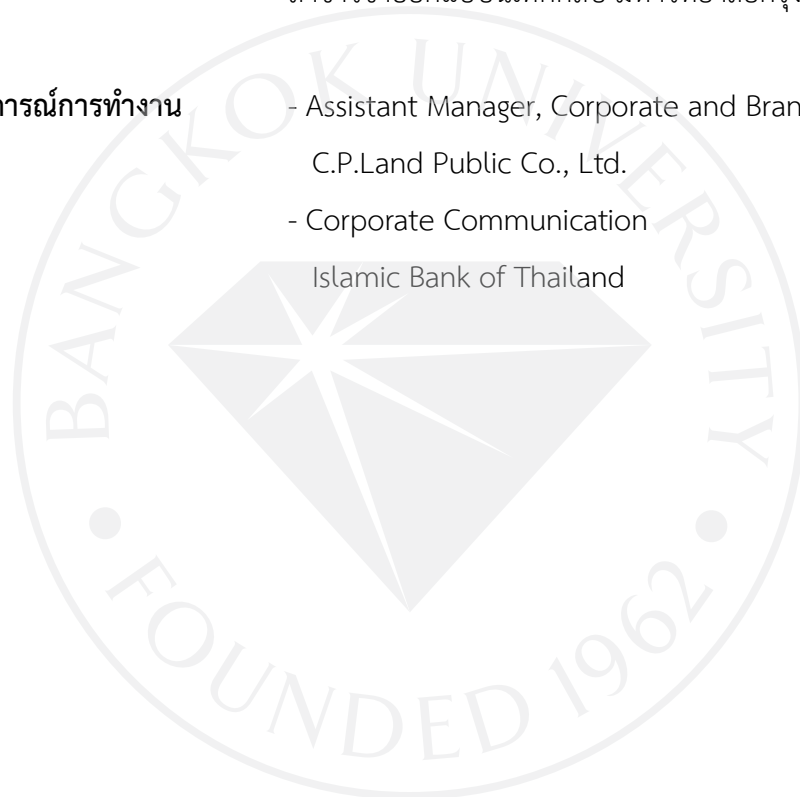 การณ์การทำงาน - Assistant Manager, Corporate and Bran
C.P.Land Public Co., Ltd.
- Corporate Communication
Islamic Bank of Thailand
BANGKOK UNIVERSITY
FOUNDED 1962